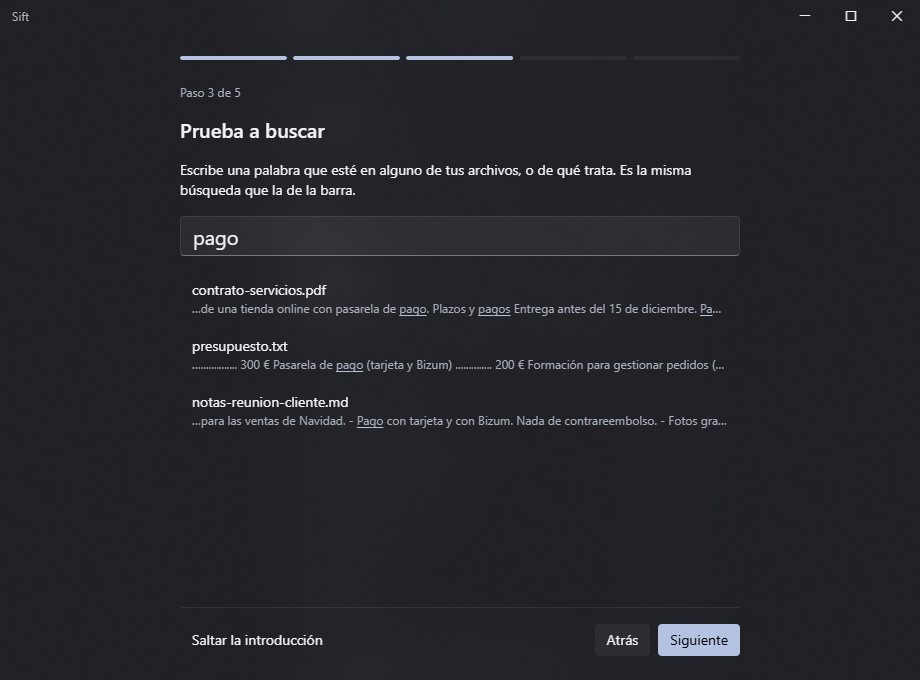 Sift
Paso 3 de 5
Prueba a buscar
Escribe una palabra que esté en alguno de tus archivos, o de qué trata. Es la misma
búsqueda que la de la barra.
pago
contrato-servicios.pdf
...de una tienda online con pasarela de pago. Plazos y pagos Entrega antes del 15 de diciembre. Pa...
presupuesto.txt
................. 300 € Pasarela de pago (tarjeta y Bizum) .............. 200 € Formación para gestionar pedidos (...
notas-reunion-cliente.md
...para las ventas de Navidad. - Pago con tarjeta y con Bizum. Nada de contrareembolso. - Fotos gra...
Saltar la introducción
Atrás
Siguiente